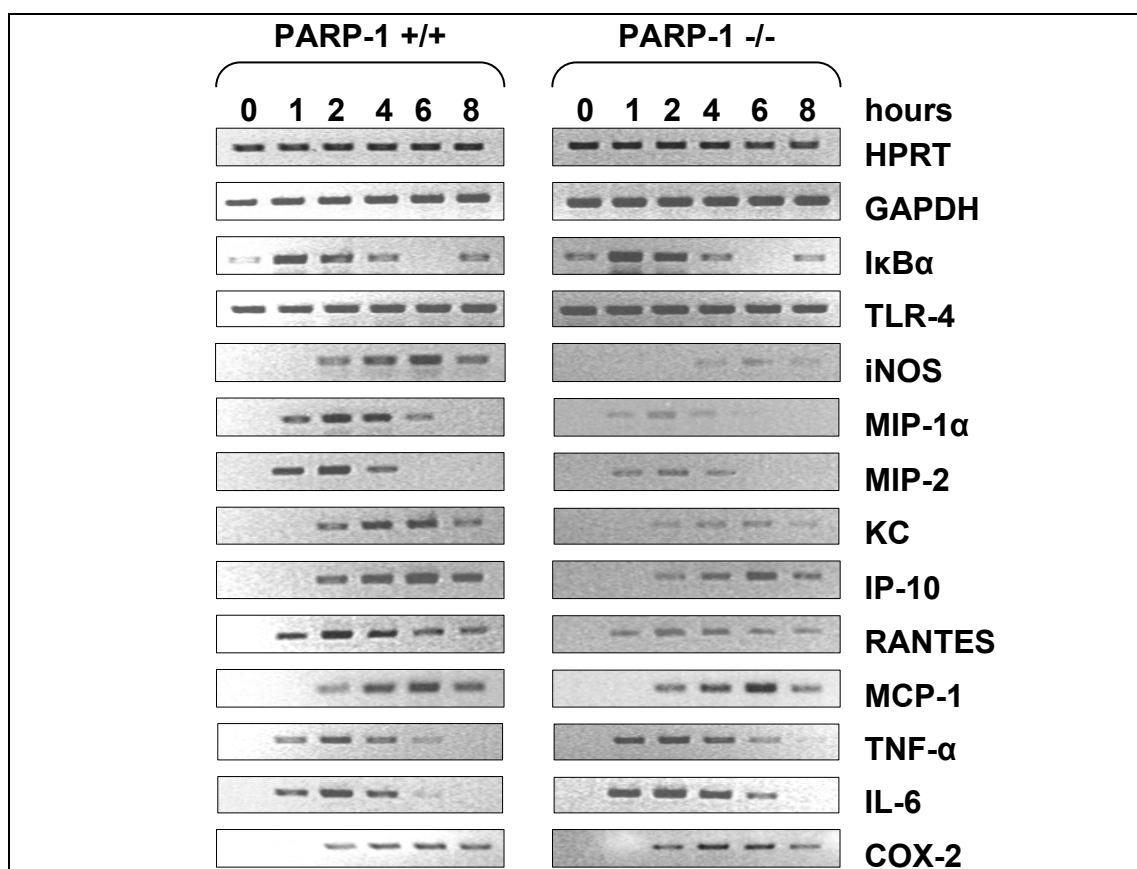 PARP-1 +/+ PARP-1 -/-
0 1 2 4 6 8 0 1 2 4 6 8 hours
HPRT
GAPDH
IκBα
TLR-4
iNOS
MIP-1α
MIP-2
KC
IP-10
RANTES
MCP-1
TNF-α
IL-6
COX-2